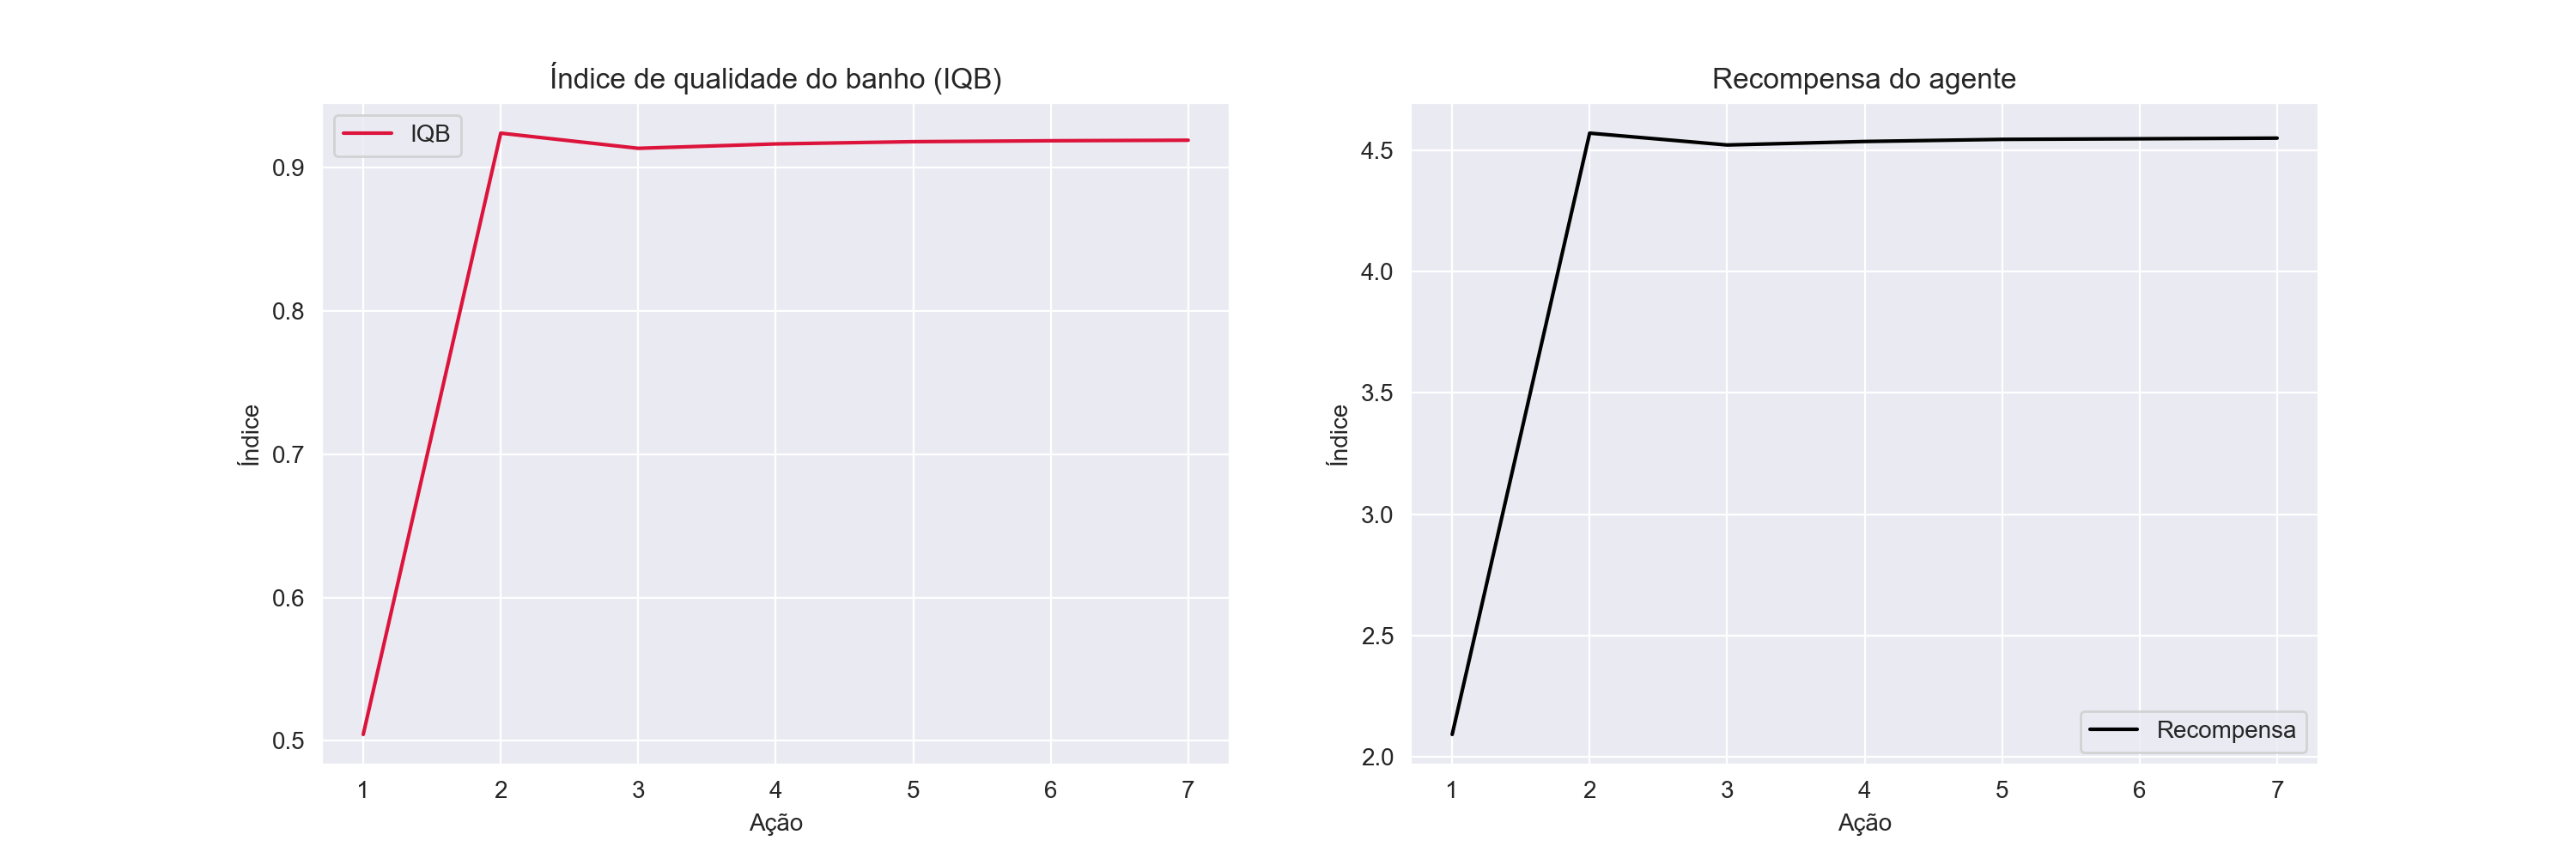 Índice de qualidade do banho (IQB)
IQB
0.9
0.8
0.7
0.6
0.5
Índice
1 2 3 4 5 6 7
Ação
Recompensa do agente
4.5
4.0
3.5
3.0
2.5
2.0
Índice
Recompensa
1 2 3 4 5 6 7
Ação